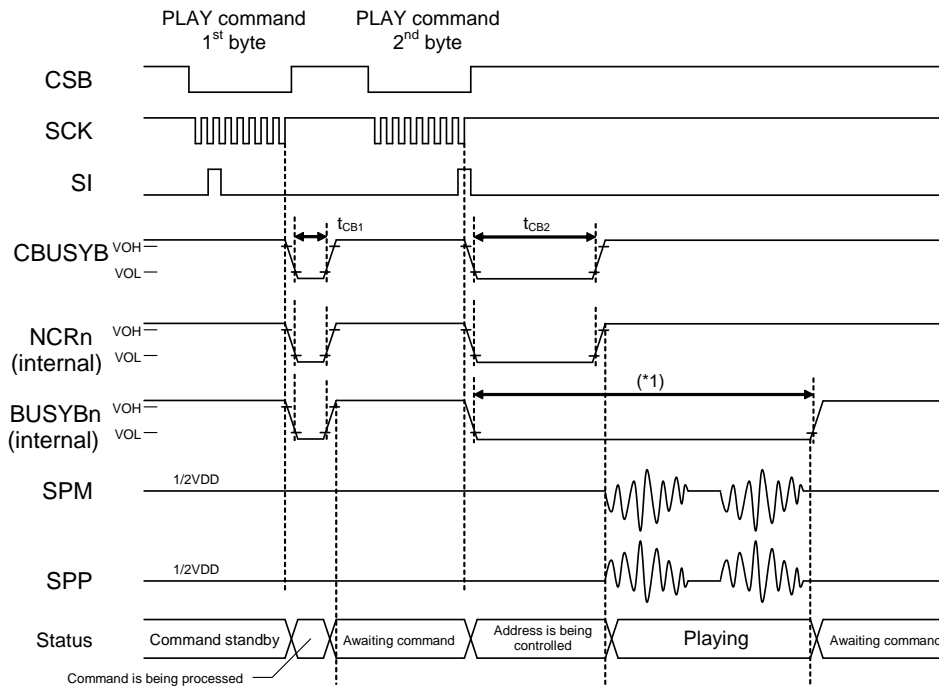 PLAY command
1st byte
PLAY command
2nd byte
CSB
SCK
SI
tCB1
tCB2
CBUSYB
VOH
VOL
NCRn
(internal)
VOH
VOL
(*1)
BUSYBn
(internal)
VOH
VOL
SPM
1/2VDD
SPP
1/2VDD
Status
Command standby
Awaiting command
Address is being
controlled
Playing
Awaiting command
Command is being processed